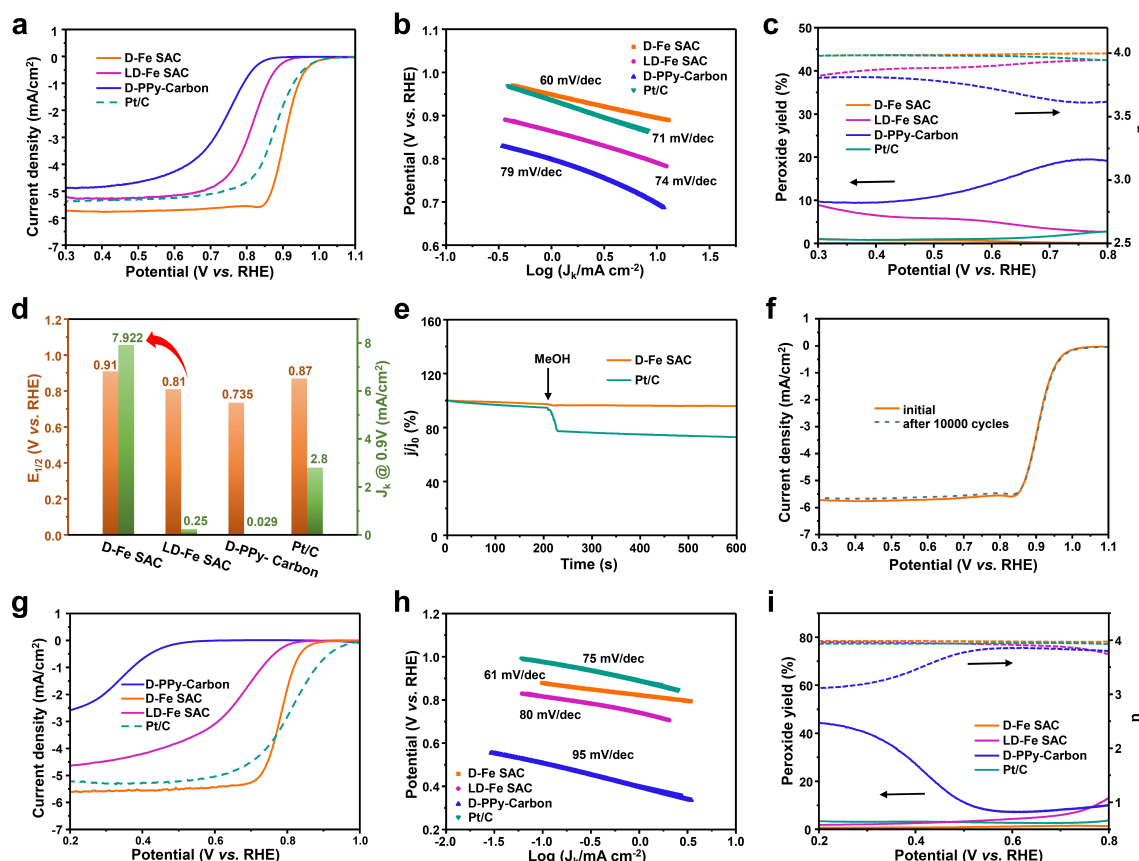 a
0
-1
-2
-3
-4
-5
-6
-7
0.3 0.4 0.5 0.6 0.7 0.8 0.9 1.0 1.1
Current density (mA/cm²)
Potential (V vs. RHE)
D-Fe SAC
LD-Fe SAC
D-PPy-Carbon
Pt/C
b
1.1
1.0
0.9
0.8
0.7
0.6
-1.0 -0.5 0.0 0.5 1.0 1.5
Potential (V vs. RHE)
Log (Jk/mA cm⁻²)
D-Fe SAC
LD-Fe SAC
D-PPy-Carbon
Pt/C
60 mV/dec
71 mV/dec
79 mV/dec
74 mV/dec
c
50
40
30
20
10
0
4.0
3.6
3.2
2.8
2.5
0.3 0.4 0.5 0.6 0.7 0.8
Peroxide yield (%)
Potential (V vs. RHE)
D-Fe SAC
LD-Fe SAC
D-PPy-Carbon
Pt/C
d
1.2
1.0
0.8
0.6
0.4
0.2
0.0
E1/2 (V vs. RHE)
0.91
7.922
0.81
0.25
0.735
0.029
0.87
2.8
8
6
4
2
0
Jk @ 0.9V (mA/cm²)
D-Fe SAC
LD-Fe SAC
D-PPy- Carbon
Pt/C
e
160
120
80
40
0
0 100 200 300 400 500 600
j/j0 (%)
Time (s)
MeOH
D-Fe SAC
Pt/C
f
0
-1
-2
-3
-4
-5
-6
-7
0.3 0.4 0.5 0.6 0.7 0.8 0.9 1.0 1.1
Current density (mA/cm²)
Potential (V vs. RHE)
initial
after 10000 cycles
g
1
0
-1
-2
-3
-4
-5
-6
-7
0.2 0.4 0.6 0.8 1.0
Current density (mA/cm²)
Potential (V vs. RHE)
D-PPy-Carbon
D-Fe SAC
LD-Fe SAC
Pt/C
h
1.2
1.0
0.8
0.6
0.4
0.2
-2.0 -1.5 -1.0 -0.5 0.0 0.5 1.0
Potential (V vs. RHE)
Log (Jk/mA cm⁻²)
75 mV/dec
61 mV/dec
80 mV/dec
95 mV/dec
D-Fe SAC
LD-Fe SAC
D-PPy-Carbon
Pt/C
i
80
60
40
20
0
4
3
2
1
n
0.2 0.3 0.4 0.5 0.6 0.7 0.8
Peroxide yield (%)
Potential (V vs. RHE)
D-Fe SAC
LD-Fe SAC
D-PPy-Carbon
Pt/C